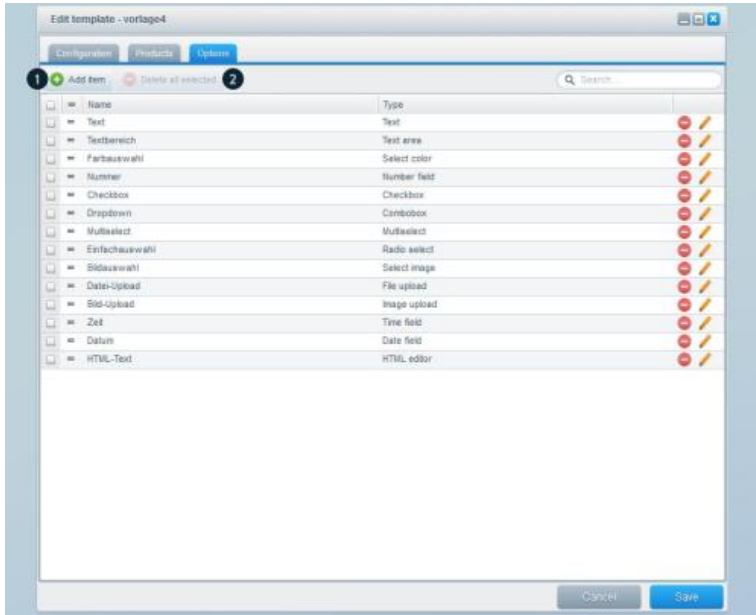 Edit template - vorlage4
Configuration Products Options
1 Add item Delete all selected 2 Search...
Name Type
Text Text
Textbereich Text area
Farbauswahl Select color
Nummer Number field
Checkbox Checkbox
Dropdown Combobox
Multiselect Multiselect
Einfachauswahl Radio select
Bildauswahl Select image
Datei-Upload File upload
Bild-Upload Image upload
Zeit Time field
Datum Date field
HTML-Text HTML editor
Cancel Save